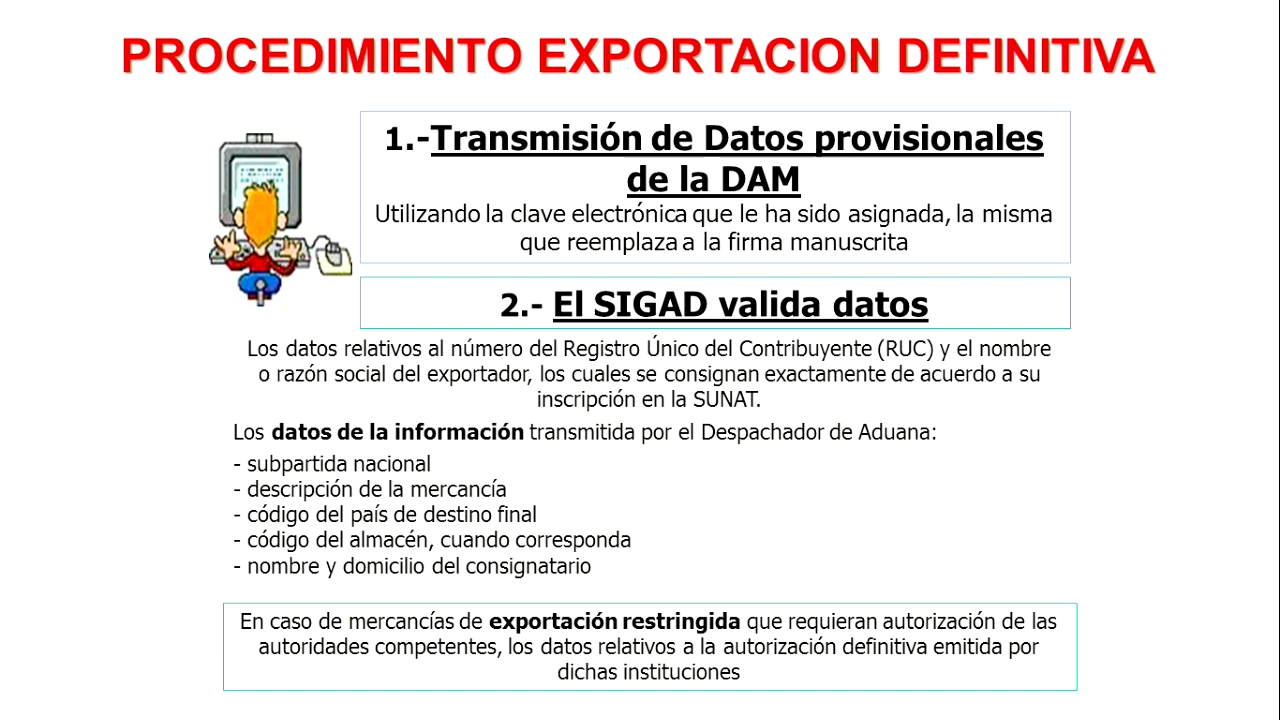 PROCEDIMIENTO EXPORTACION DEFINITIVA
1.-Transmisión de Datos provisionales
de la DAM
Utilizando la clave electrónica que le ha sido asignada, la misma
que reemplaza a la firma manuscrita
2.- El SIGAD valida datos
Los datos relativos al número del Registro Único del Contribuyente (RUC) y el nombre
o razón social del exportador, los cuales se consignan exactamente de acuerdo a su
inscripción en la SUNAT.
Los datos de la información transmitida por el Despachador de Aduana:
- subpartida nacional
- descripción de la mercancía
- código del país de destino final
- código del almacén, cuando corresponda
- nombre y domicilio del consignatario
En caso de mercancías de exportación restringida que requieran autorización de las
autoridades competentes, los datos relativos a la autorización definitiva emitida por
dichas instituciones